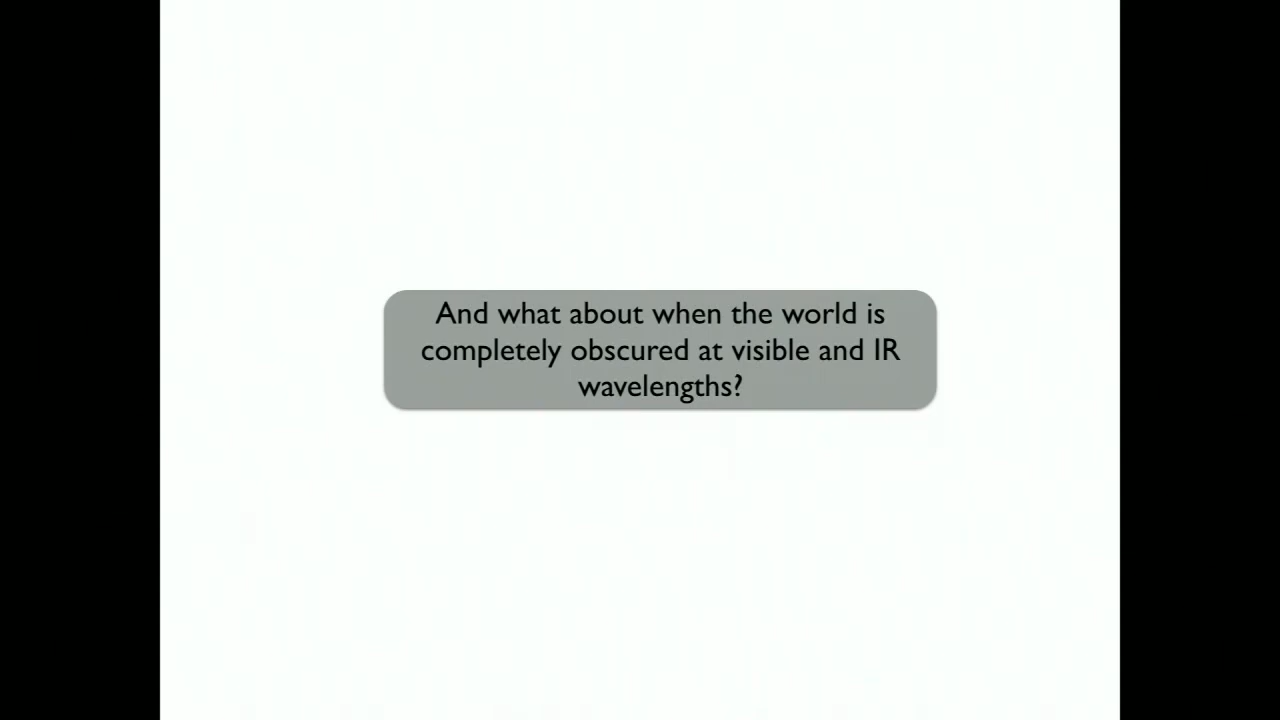 And what about when the world is
completely obscured at visible and IR
wavelengths?